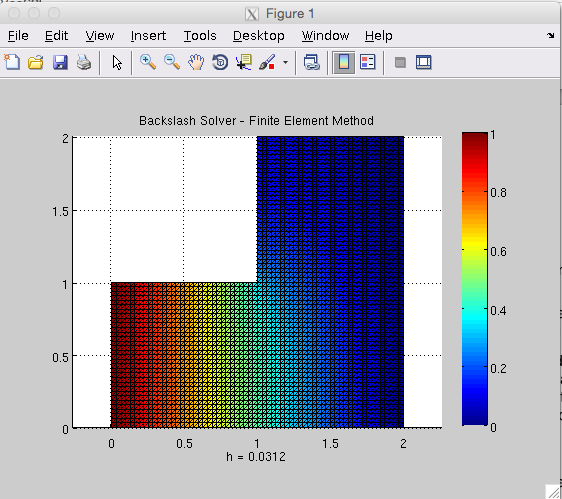 Figure 1
File Edit View Insert Tools Desktop Window Help
Backslash Solver - Finite Element Method
2
1.5
1
0.5
0
0 0.5 1 1.5 2
h = 0.0312
1
0.8
0.6
0.4
0.2
0